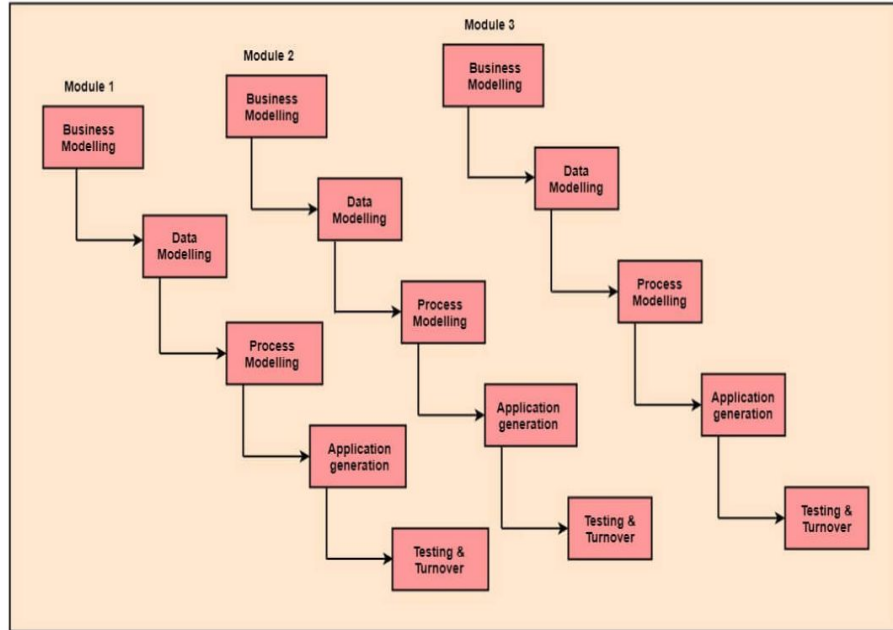 Module 1
Business
Modelling
Data
Modelling
Process
Modelling
Application
generation
Testing &
Turnover
Module 2
Business
Modelling
Data
Modelling
Process
Modelling
Application
generation
Testing &
Turnover
Module 3
Business
Modelling
Data
Modelling
Process
Modelling
Application
generation
Testing &
Turnover